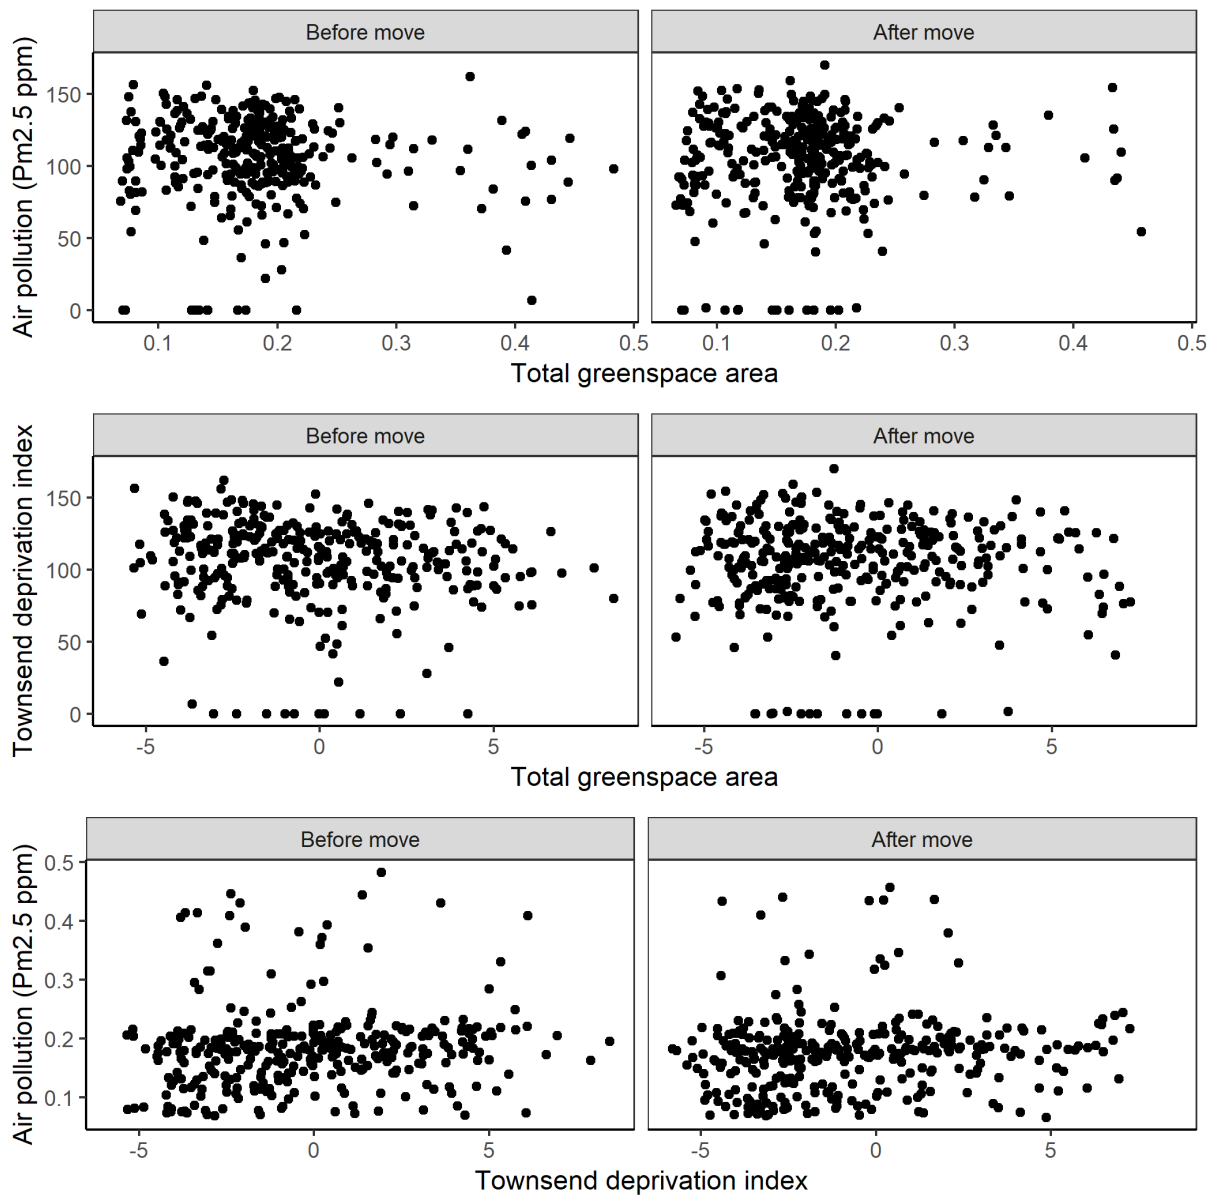 Before move After move
Air pollution (Pm2.5 ppm)
150
100
50
0
0.1 0.2 0.3 0.4 0.5 0.1 0.2 0.3 0.4 0.5
Total greenspace area
Before move After move
Townsend deprivation index
150
100
50
0
-5 0 5 -5 0 5
Total greenspace area
Before move After move
Air pollution (Pm2.5 ppm)
0.5
0.4
0.3
0.2
0.1
-5 0 5 -5 0 5
Townsend deprivation index